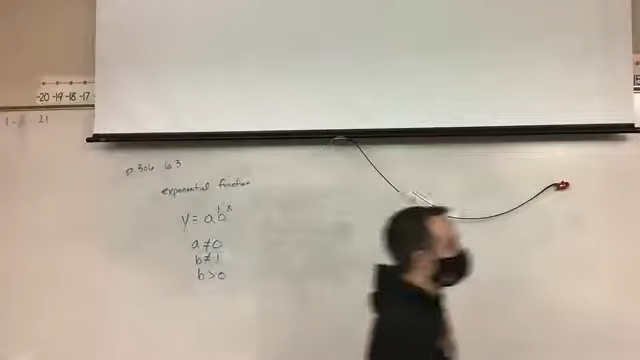 -20 -19 -18 -17
p. 306 6.3
exponential function
y = ab^x
a ≠ 0
b ≠ 1
b > 0